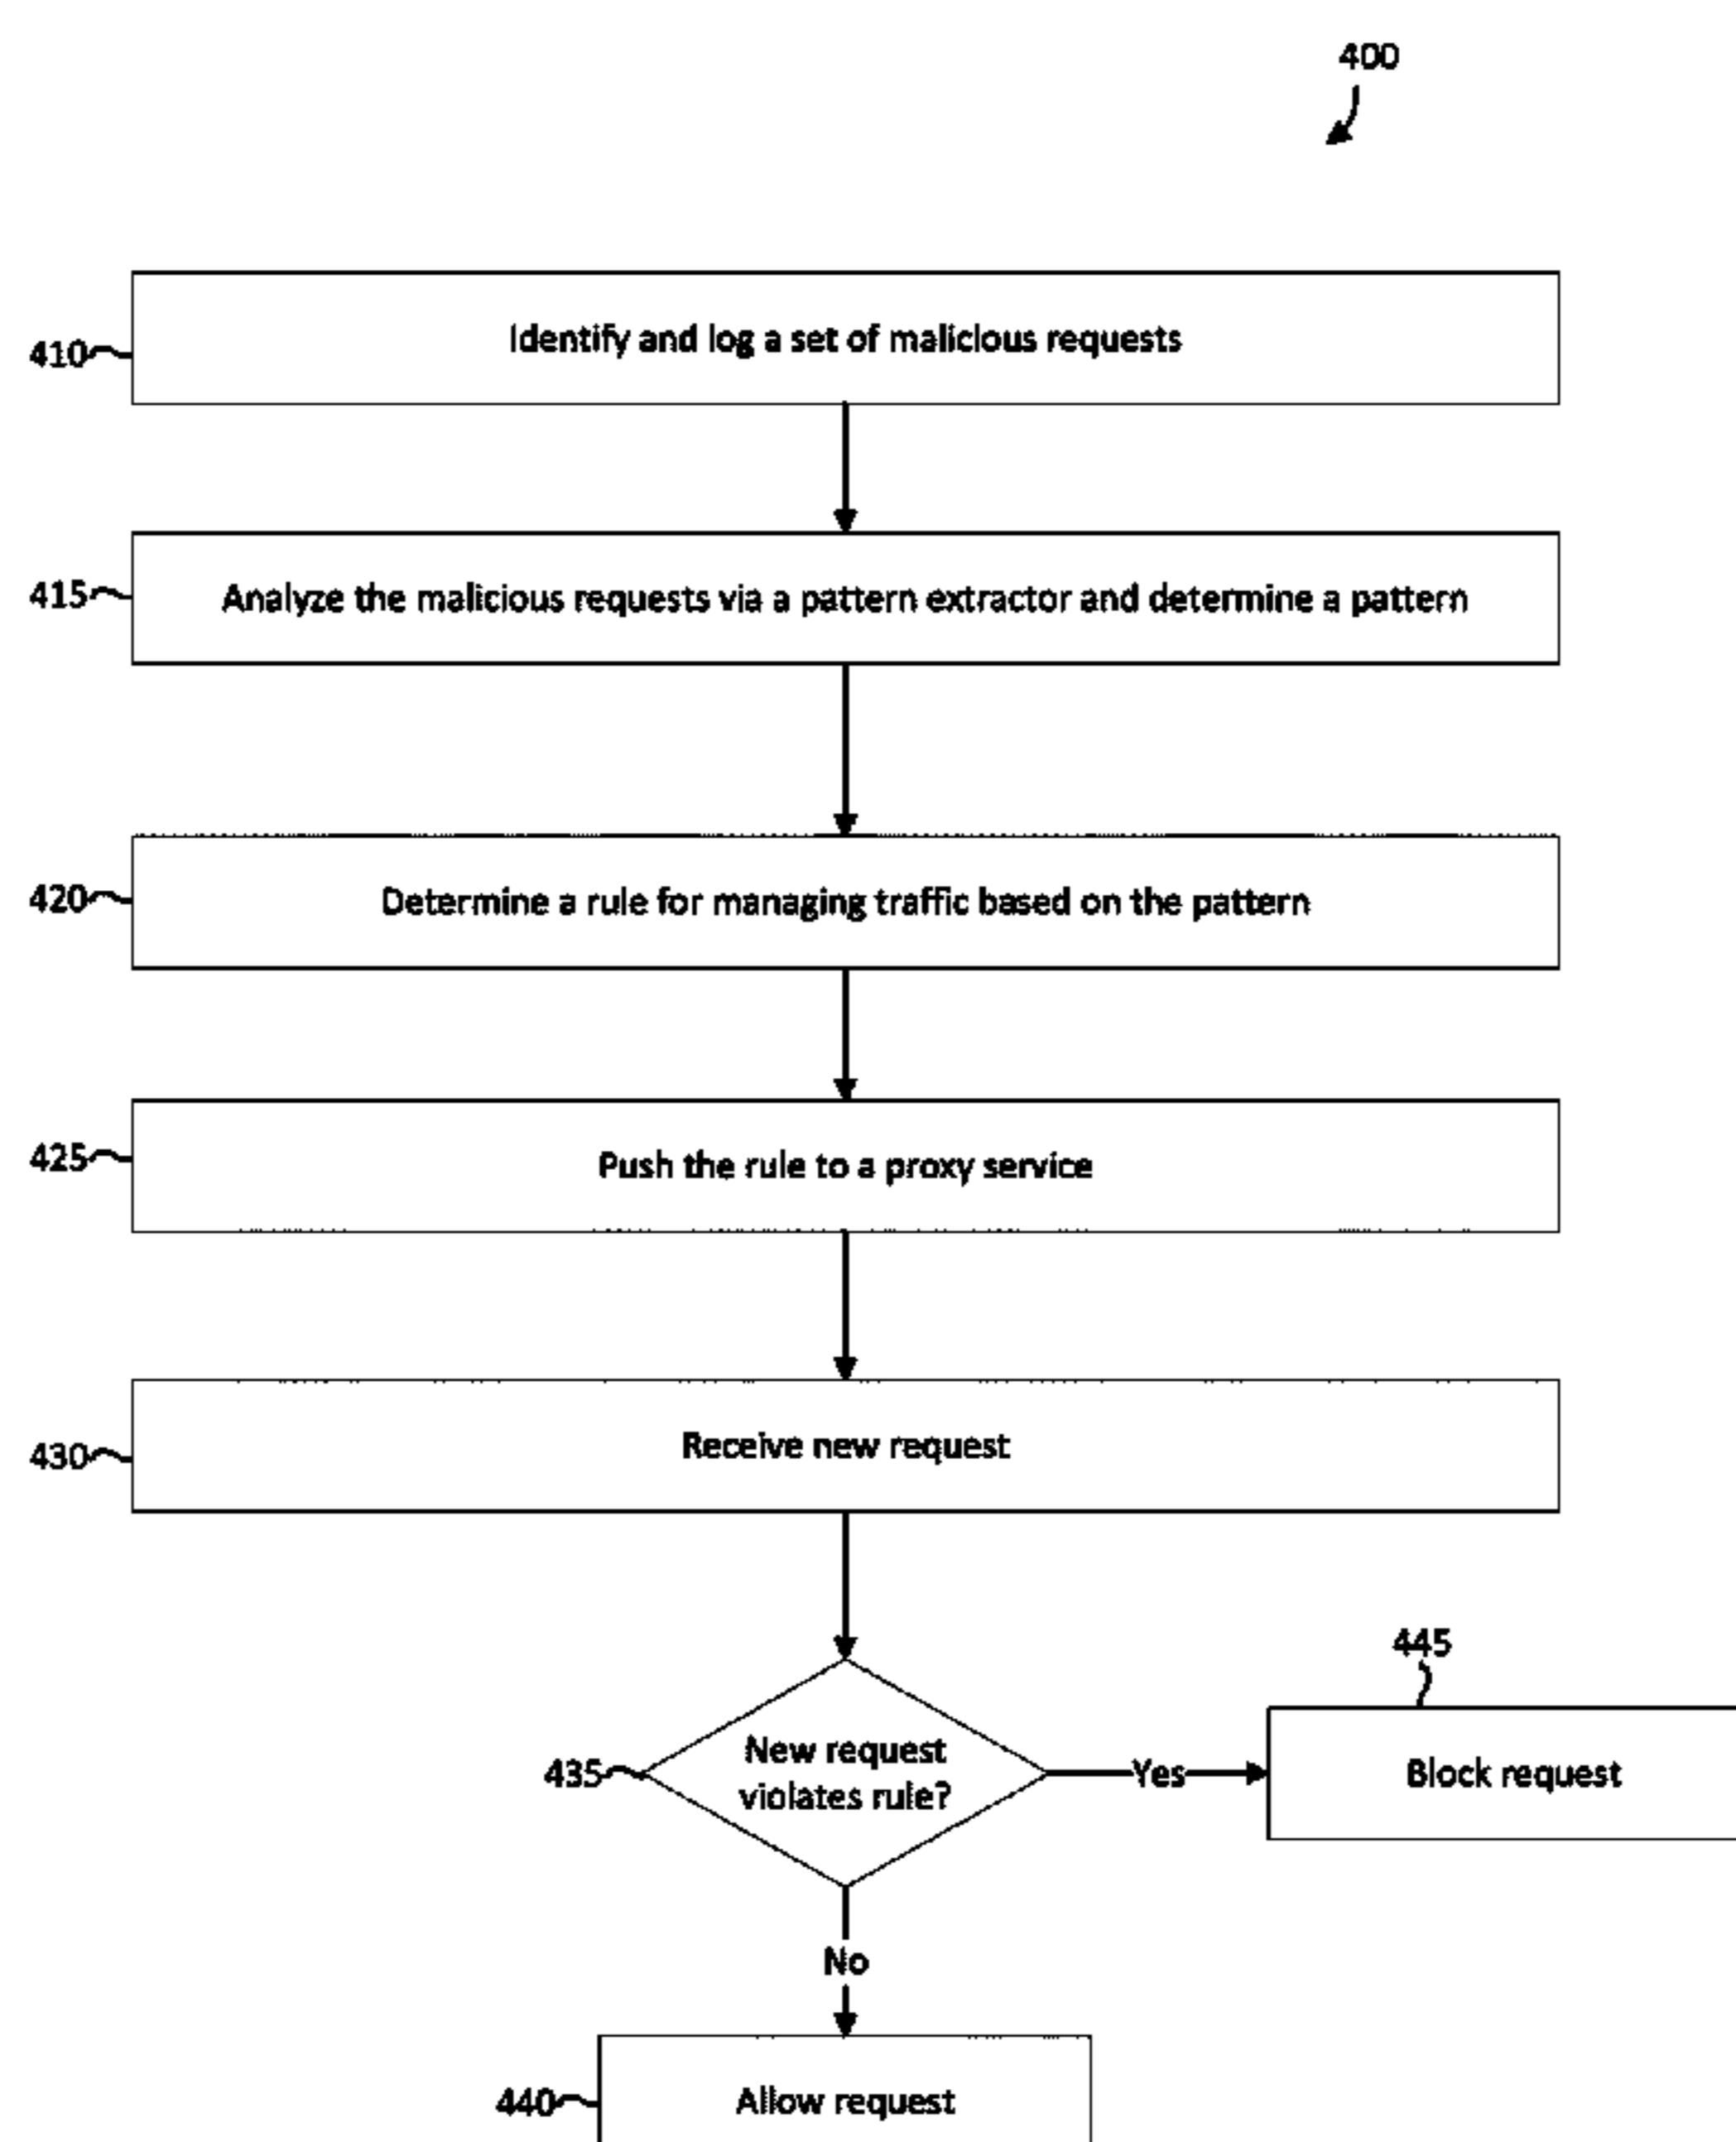 400
410
Identify and log a set of malicious requests
415
Analyze the malicious requests via a pattern extractor and determine a pattern
420
Determine a rule for managing traffic based on the pattern
425
Push the rule to a proxy service
430
Receive new request
445
435
New request
violates rule?
Yes
Block request
No
440
Allow request